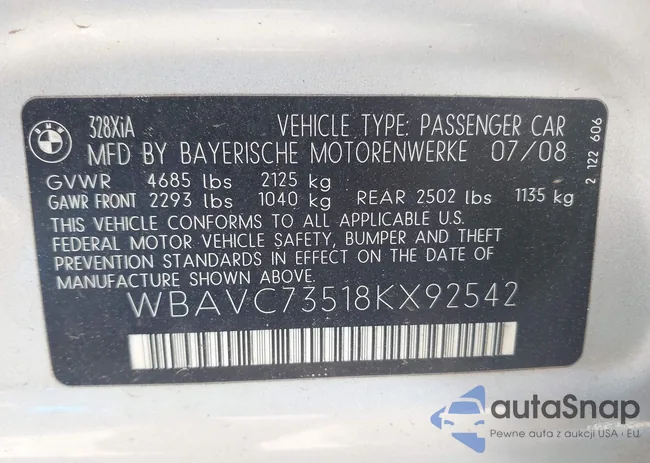 BMW
328XiA
VEHICLE TYPE: PASSENGER CAR
MFD BY BAYERISCHE MOTORENWERKE 07/08
GVWR 4685 lbs 2125 kg
GAWR FRONT 2293 lbs 1040 kg REAR 2502 lbs 1135 kg
THIS VEHICLE CONFORMS TO ALL APPLICABLE U.S.
FEDERAL MOTOR VEHICLE SAFETY, BUMPER AND THEFT
PREVENTION STANDARDS IN EFFECT ON THE DATE OF
MANUFACTURE SHOWN ABOVE.
WBAVC73518KX92542
2 122 606
autaSnap
Pewne auta z aukcji USA i EU